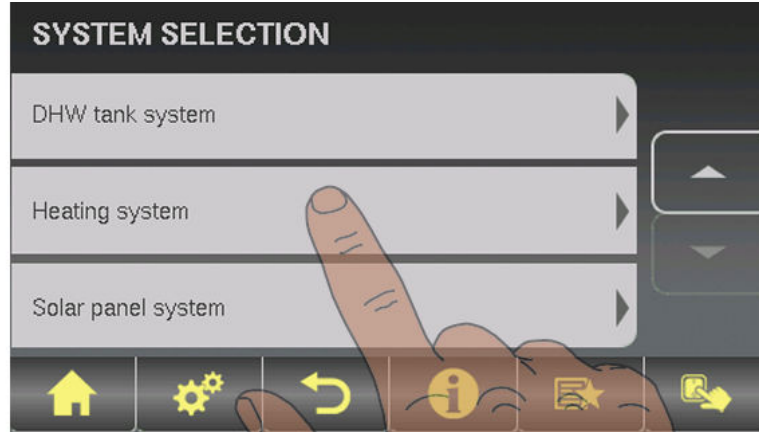 SYSTEM SELECTION
DHW tank system
Heating system
Solar panel system